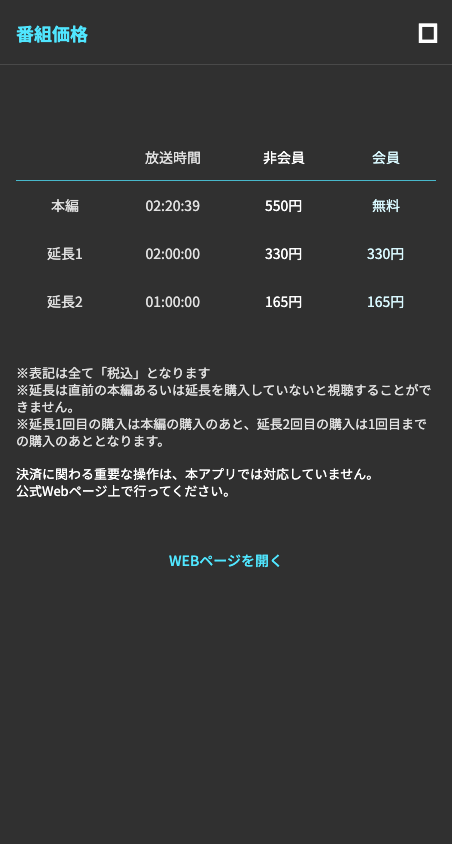 番組価格
放送時間 非会員 会員
本編 02:20:39 550円 無料
延長1 02:00:00 330円 330円
延長2 01:00:00 165円 165円
※表記は全て「税込」となります
※延長は直前の本編あるいは延長を購入していないと視聴することがで
きません。
※延長1回目の購入は本編の購入のあと、延長2回目の購入は1回目まで
の購入のあととなります。
決済に関わる重要な操作は、本アプリでは対応していません。
公式Webページ上で行ってください。
WEBページを開く